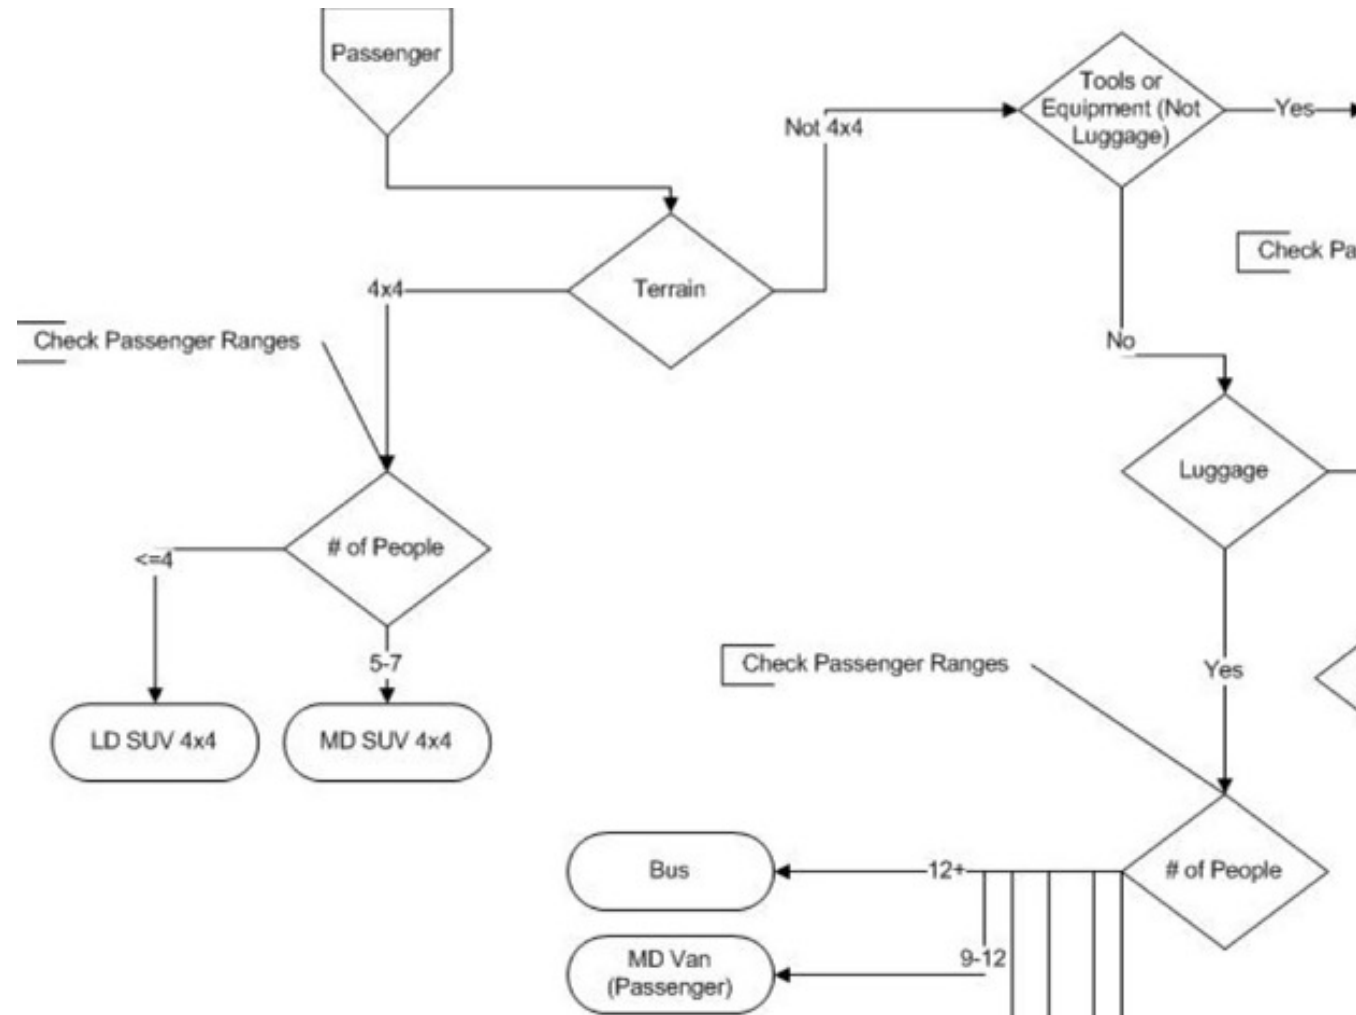 Passenger
Tools or
Equipment (Not
Luggage)
Yes
Not 4x4
Check Pa
4x4
Terrain
Check Passenger Ranges
No
Luggage
# of People
<=4
5-7
Check Passenger Ranges
Yes
LD SUV 4x4
MD SUV 4x4
Bus
12+
# of People
MD Van
(Passenger)
9-12